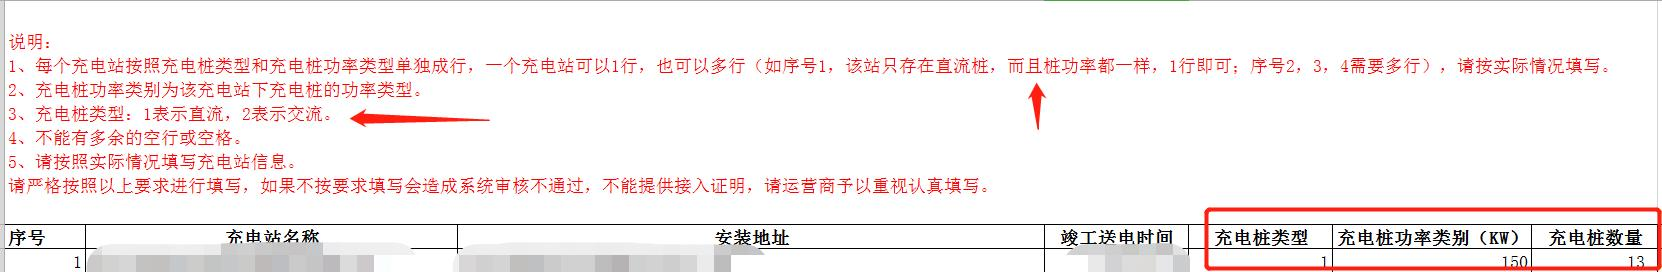 说明：
1、每个充电站按照充电桩类型和充电桩功率类型单独成行，一个充电站可以1行，也可以多行（如序号1，该站只存在直流桩，而且桩功率都一样，1行即可；序号2，3，4需要多行），请按实际情况填写。
2、充电桩功率类别为该充电站下充电桩的功率类型。
3、充电桩类型：1表示直流，2表示交流。
4、不能有多余的空行或空格。
5、请按照实际情况填写充电站信息。
请严格按照以上要求进行填写，如果不按要求填写会造成系统审核不通过，不能提供接入证明，请运营商予以重视认真填写。
序号 充电站名称 安装地址 竣工送电时间 充电桩类型 充电桩功率类别（KW） 充电桩数量
1 1 150 13